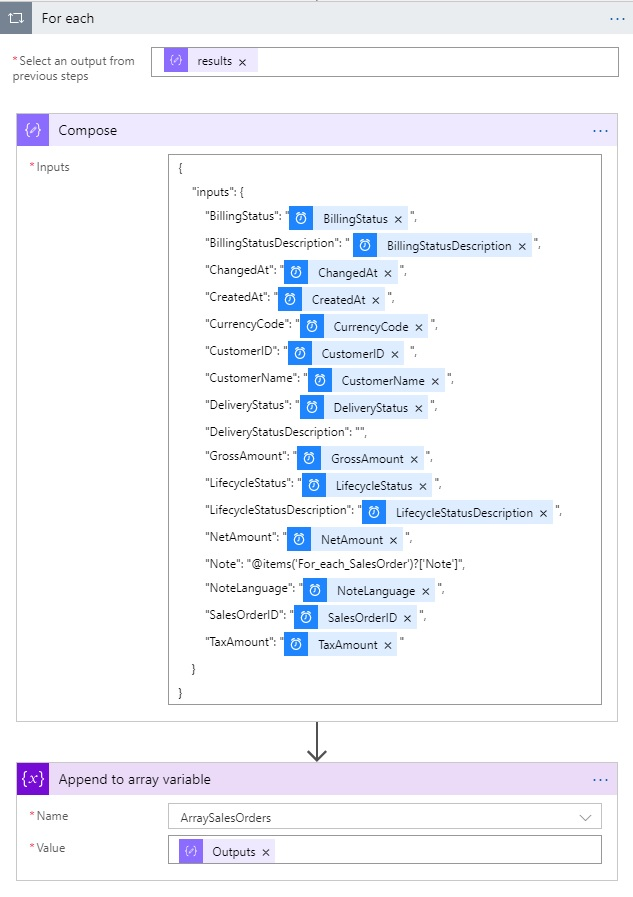 For each
* Select an output from
previous steps
results ×
{∕} Compose
* Inputs
{
"inputs": {
"BillingStatus": " BillingStatus × ",
"BillingStatusDescription": " BillingStatusDescription × ",
"ChangedAt": " ChangedAt × ",
"CreatedAt": " CreatedAt × ",
"CurrencyCode": " CurrencyCode × ",
"CustomerID": " CustomerID × ",
"CustomerName": " CustomerName × ",
"DeliveryStatus": " DeliveryStatus × ",
"DeliveryStatusDescription": "",
"GrossAmount": " GrossAmount × ",
"LifecycleStatus": " LifecycleStatus × ",
"LifecycleStatusDescription": " LifecycleStatusDescription × ",
"NetAmount": " NetAmount × ",
"Note": "@items('For_each_SalesOrder')?['Note']",
"NoteLanguage": " NoteLanguage × ",
"SalesOrderID": " SalesOrderID × ",
"TaxAmount": " TaxAmount × "
}
}
{x} Append to array variable
* Name
ArraySalesOrders
* Value
Outputs ×